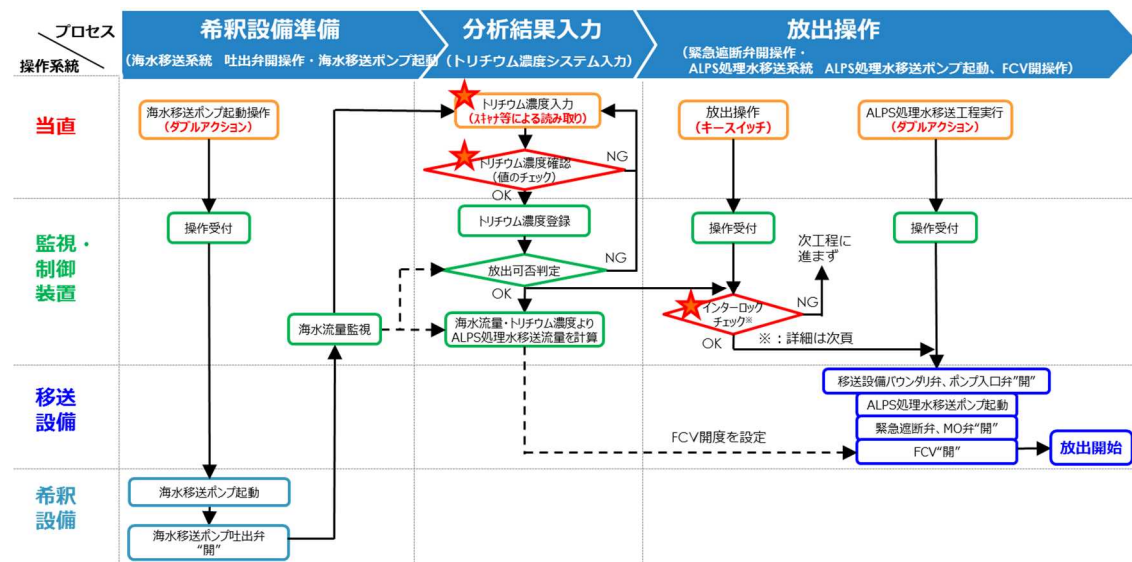 プロセス
操作系統
希釈設備準備
(海水移送系統　吐出弁開操作・海水移送ポンプ起動)
分析結果入力
(トリチウム濃度システム入力)
放出操作
(緊急遮断弁開操作・
ALPS処理水移送系統　ALPS処理水移送ポンプ起動、FCV開操作)
当直
海水移送ポンプ起動操作
(ダブルアクション)
トリチウム濃度入力
(スキャナ等による読み取り)
トリチウム濃度確認
(値のチェック)
NG
OK
放出操作
(キースイッチ)
ALPS処理水移送工程実行
(ダブルアクション)
監視・
制御
装置
操作受付
海水流量監視
トリチウム濃度登録
放出可否判定
NG
OK
海水流量・トリチウム濃度より
ALPS処理水移送流量を計算
操作受付
インターロック
チェック※
NG
OK
次工程に
進まず
※：詳細は次頁
操作受付
移送
設備
移送設備バウンダリ弁、ポンプ入口弁"開"
ALPS処理水移送ポンプ起動
緊急遮断弁、MO弁"開"
FCV"開"
FCV開度を設定
放出開始
希釈
設備
海水移送ポンプ起動
海水移送ポンプ吐出弁
"開"